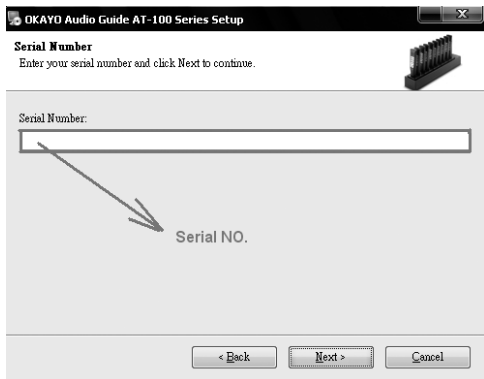 OKAYO Audio Guide AT-100 Series Setup
Serial Number
Enter your serial number and click Next to continue.
Serial Number:
Serial NO.
< Back Next > Cancel